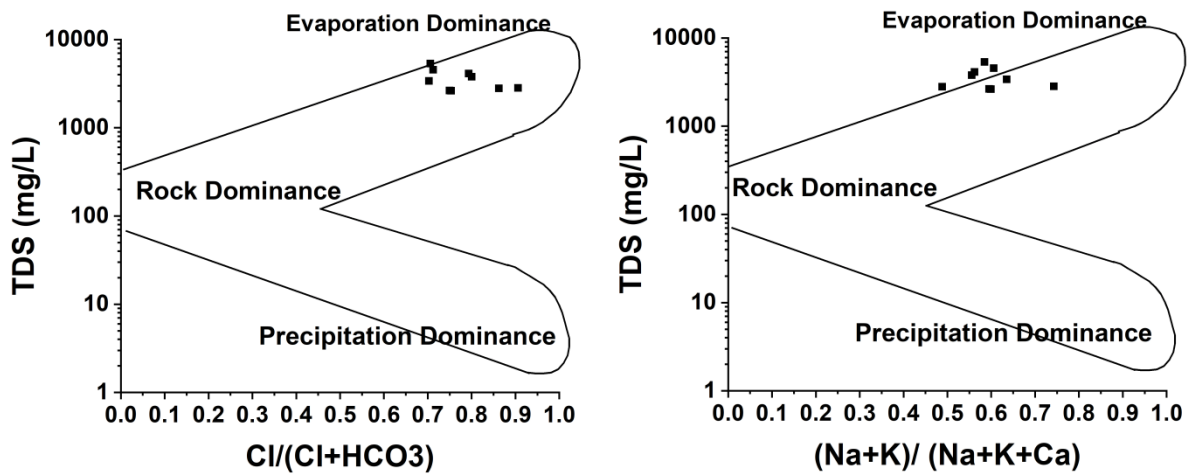 Evaporation Dominance
10000
1000
Rock Dominance
100
10
Precipitation Dominance
1
TDS (mg/L)
0.0 0.1 0.2 0.3 0.4 0.5 0.6 0.7 0.8 0.9 1.0
Cl/(Cl+HCO3)
Evaporation Dominance
10000
1000
Rock Dominance
100
10
Precipitation Dominance
1
TDS (mg/L)
0.0 0.1 0.2 0.3 0.4 0.5 0.6 0.7 0.8 0.9 1.0
(Na+K)/ (Na+K+Ca)